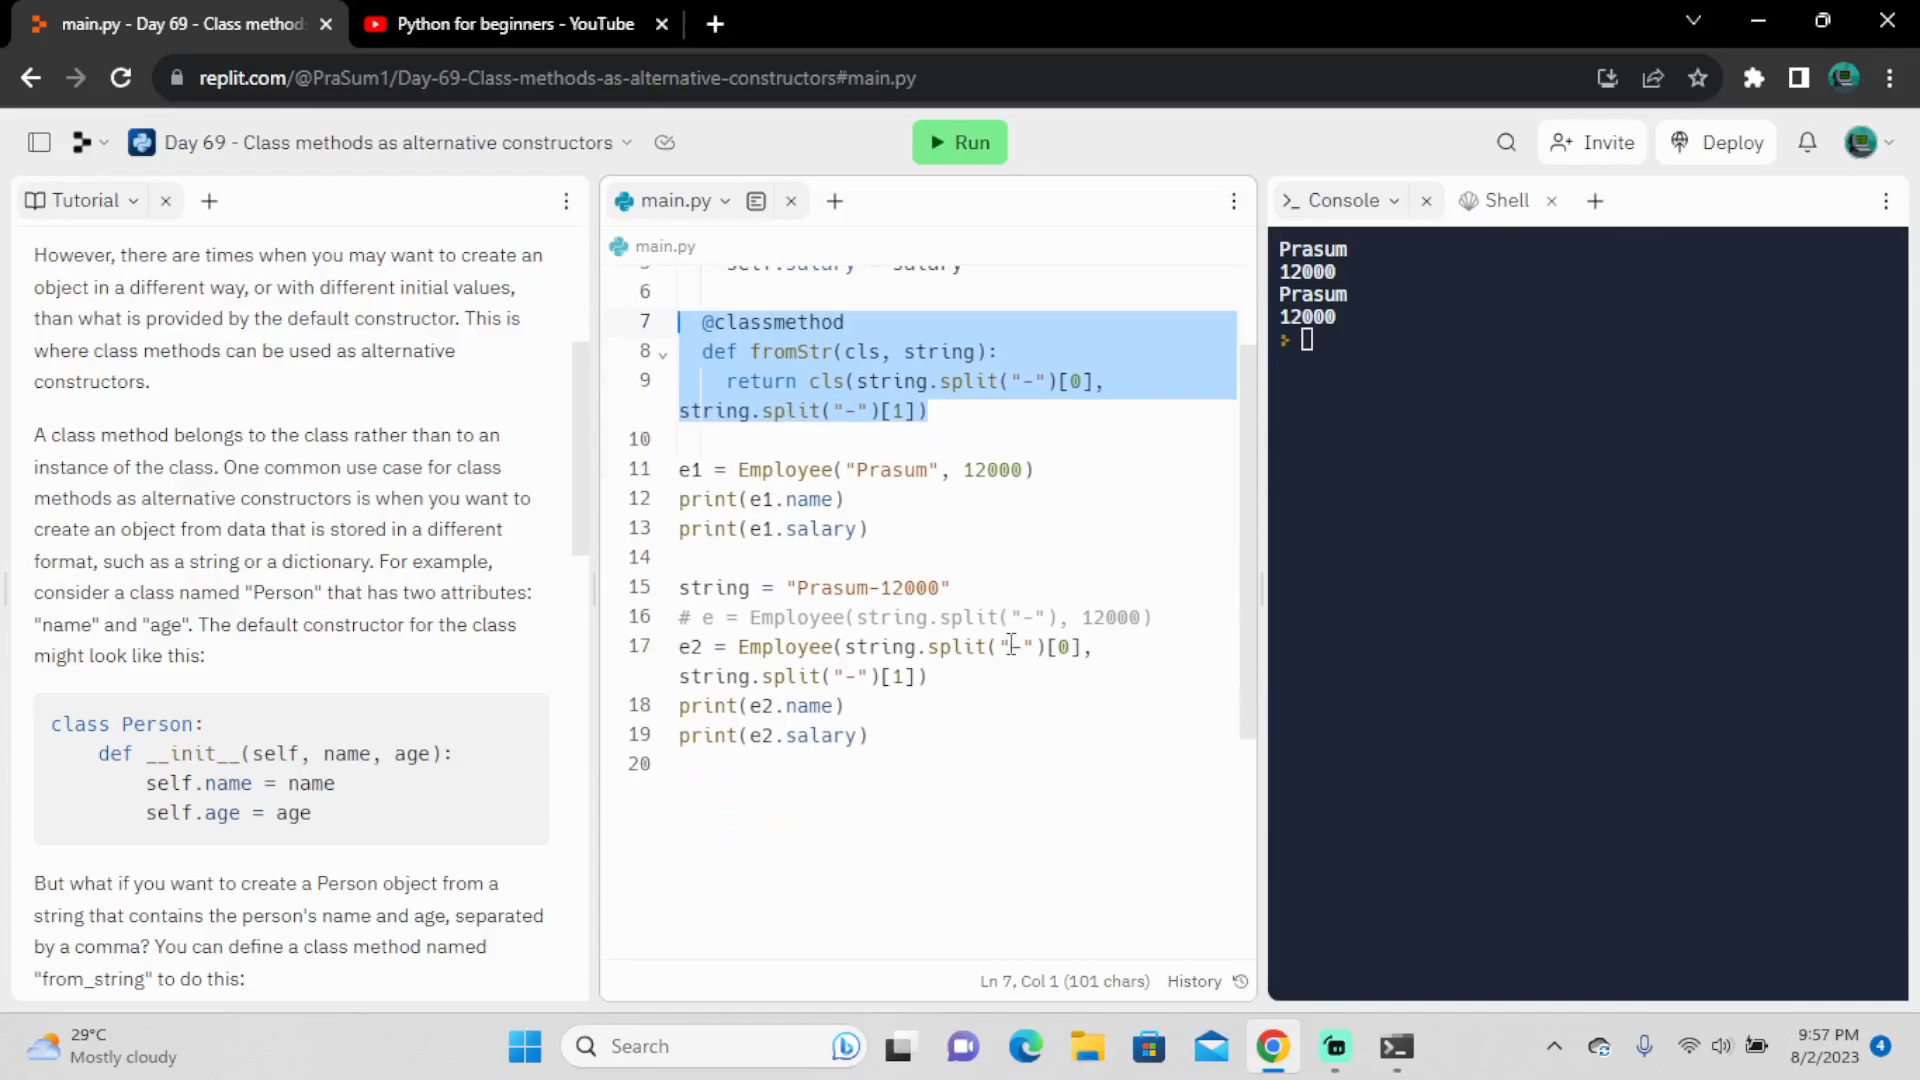 main.py - Day 69 - Class method
Python for beginners - YouTube
replit.com/@PraSum1/Day-69-Class-methods-as-alternative-constructors#main.py
Day 69 - Class methods as alternative constructors
Run
Invite
Deploy
Tutorial
However, there are times when you may want to create an
object in a different way, or with different initial values,
than what is provided by the default constructor. This is
where class methods can be used as alternative
constructors.
A class method belongs to the class rather than to an
instance of the class. One common use case for class
methods as alternative constructors is when you want to
create an object from data that is stored in a different
format, such as a string or a dictionary. For example,
consider a class named "Person" that has two attributes:
"name" and "age". The default constructor for the class
might look like this:
class Person:
def __init__(self, name, age):
self.name = name
self.age = age
But what if you want to create a Person object from a
string that contains the person's name and age, separated
by a comma? You can define a class method named
"from_string" to do this:
main.py
main.py
5 self.salary = salary
6
7 @classmethod
8 def fromStr(cls, string):
9 return cls(string.split("-")[0],
string.split("-")[1])
10
11 e1 = Employee("Prasum", 12000)
12 print(e1.name)
13 print(e1.salary)
14
15 string = "Prasum-12000"
16 # e = Employee(string.split("-"), 12000)
17 e2 = Employee(string.split("-")[0],
string.split("-")[1])
18 print(e2.name)
19 print(e2.salary)
20
Ln 7, Col 1 (101 chars) History
Console
Shell
Prasum
12000
Prasum
12000
29°C
Mostly cloudy
Search
9:57 PM
8/2/2023
4